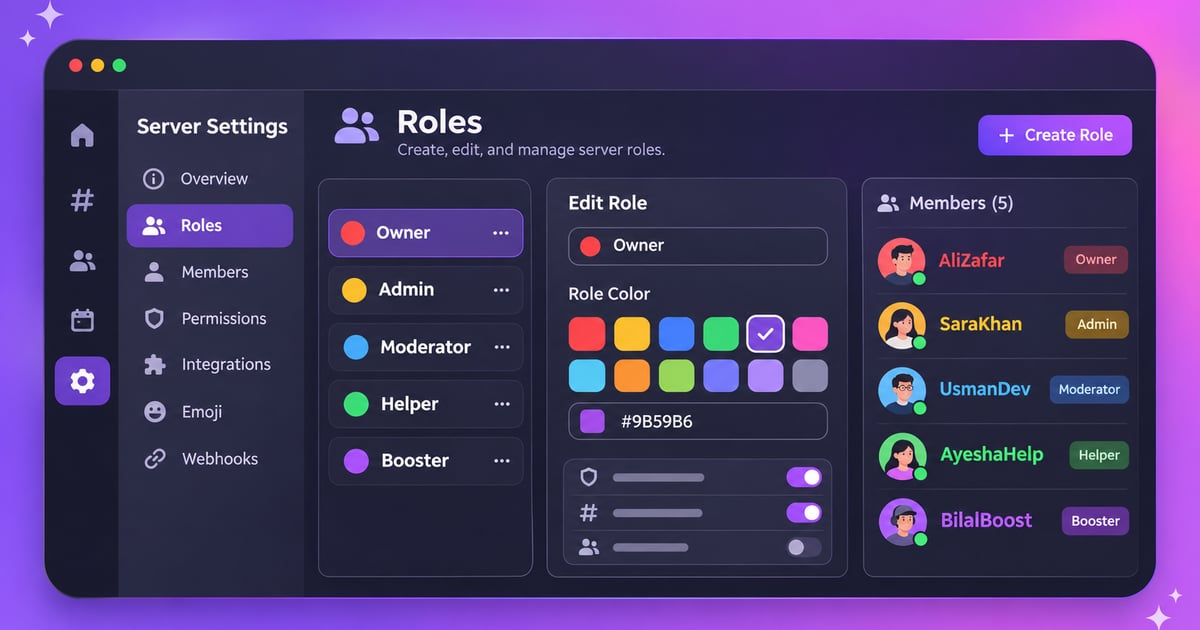 Server Settings
Overview
Roles
Members
Permissions
Integrations
Emoji
Webhooks
Roles
Create, edit, and manage server roles.
+ Create Role
Owner
Admin
Moderator
Helper
Booster
Edit Role
Owner
Role Color
#9B59B6
Members (5)
AliZafar Owner
SaraKhan Admin
UsmanDev Moderator
AyeshaHelp Helper
BilalBoost Booster